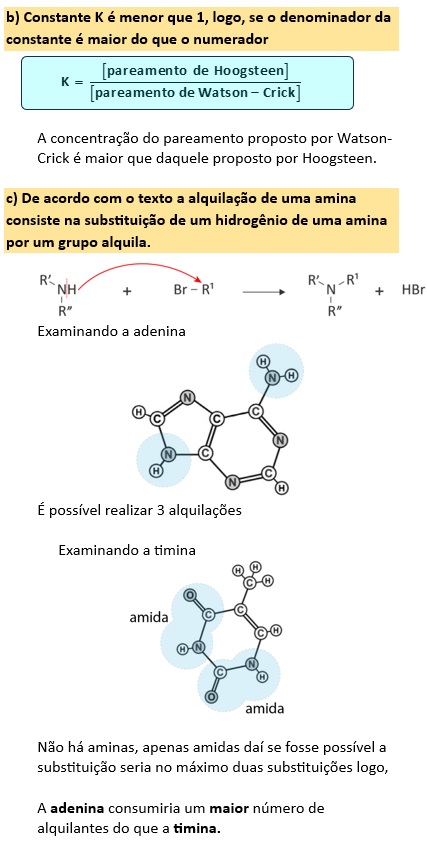 b) Constante K é menor que 1, logo, se o denominador da
constante é maior do que o numerador
K = [pareamento de Hoogsteen] / [pareamento de Watson – Crick]
A concentração do pareamento proposto por Watson-
Crick é maior que daquele proposto por Hoogsteen.
c) De acordo com o texto a alquilação de uma amina
consiste na substituição de um hidrogênio de uma amina
por um grupo alquila.
R' NH R'' + Br – R¹ ⟶ R' N R¹ R'' + HBr
Examinando a adenina
H
N H
H C N C C N
N C
H N C
H
É possível realizar 3 alquilações
Examinando a timina
H H
C H
O
amida C C
H N C H
C N
H
O
amida
Não há aminas, apenas amidas daí se fosse possível a
substituição seria no máximo duas substituições logo,
A adenina consumiria um maior número de
alquilantes do que a timina.